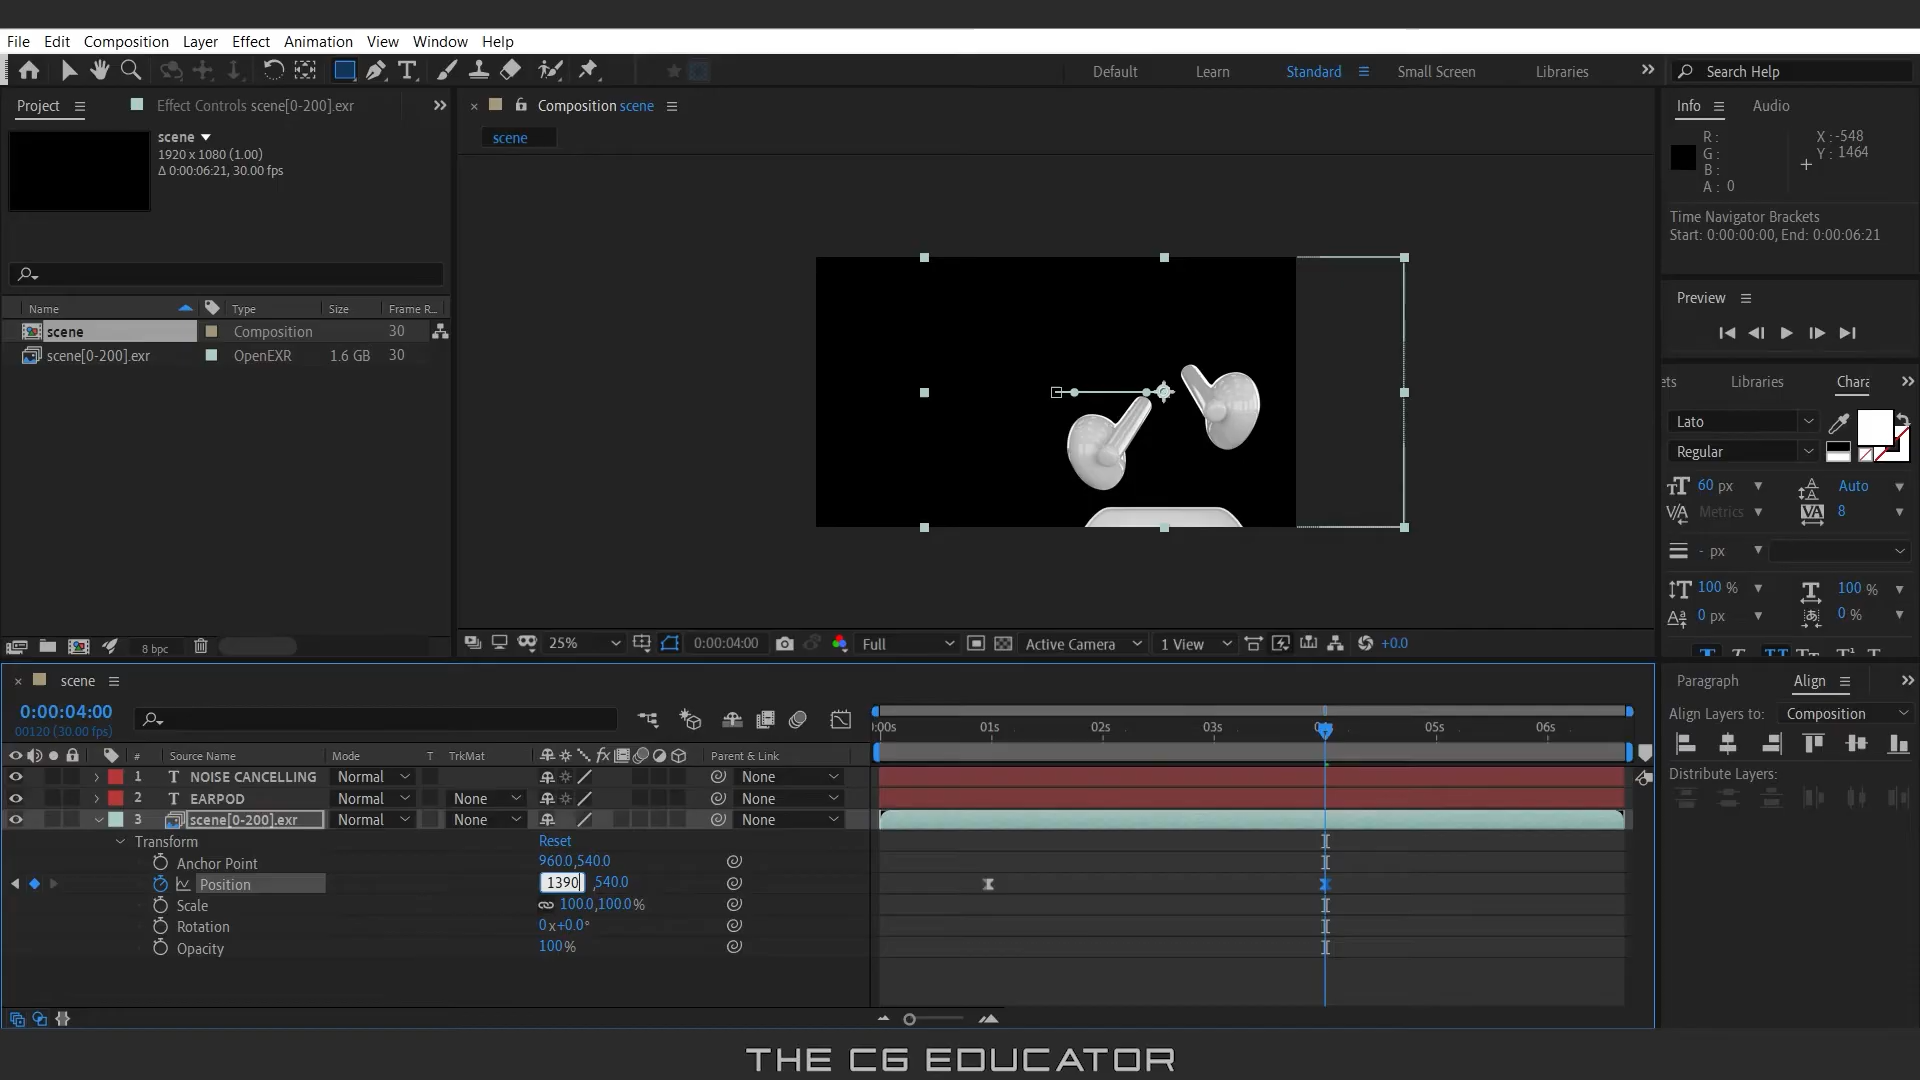 File Edit Composition Layer Effect Animation View Window Help
Default Learn Standard Small Screen Libraries Search Help
Project Effect Controls scene[0-200].exr
Composition scene
Info Audio
scene
1920 x 1080 (1.00)
Δ 0:00:06:21, 30.00 fps
scene
R :
G :
B :
A : 0
X : -548
Y : 1464
Time Navigator Brackets
Start: 0:00:00:00, End: 0:00:06:21
Preview
Name Type Size Frame R...
scene Composition 30
scene[0-200].exr OpenEXR 1.6 GB 30
ets Libraries Chara
Lato
Regular
60 px Auto
Metrics 8
- px
100 % 100 %
0 px 0 %
8 bpc
25% 0:00:04:00 Full Active Camera 1 View +0.0
scene
0:00:04:00
00120 (30.00 fps)
:00s 01s 02s 03s 04s 05s 06s
# Source Name Mode T TrkMat fx Parent & Link
1 T NOISE CANCELLING Normal None
2 T EARPOD Normal None None
3 scene[0-200].exr Normal None None
Transform Reset
Anchor Point 960.0,540.0
Position 1390 ,540.0
Scale 100.0,100.0%
Rotation 0x+0.0°
Opacity 100%
Paragraph Align
Align Layers to: Composition
Distribute Layers:
THE CG EDUCATOR